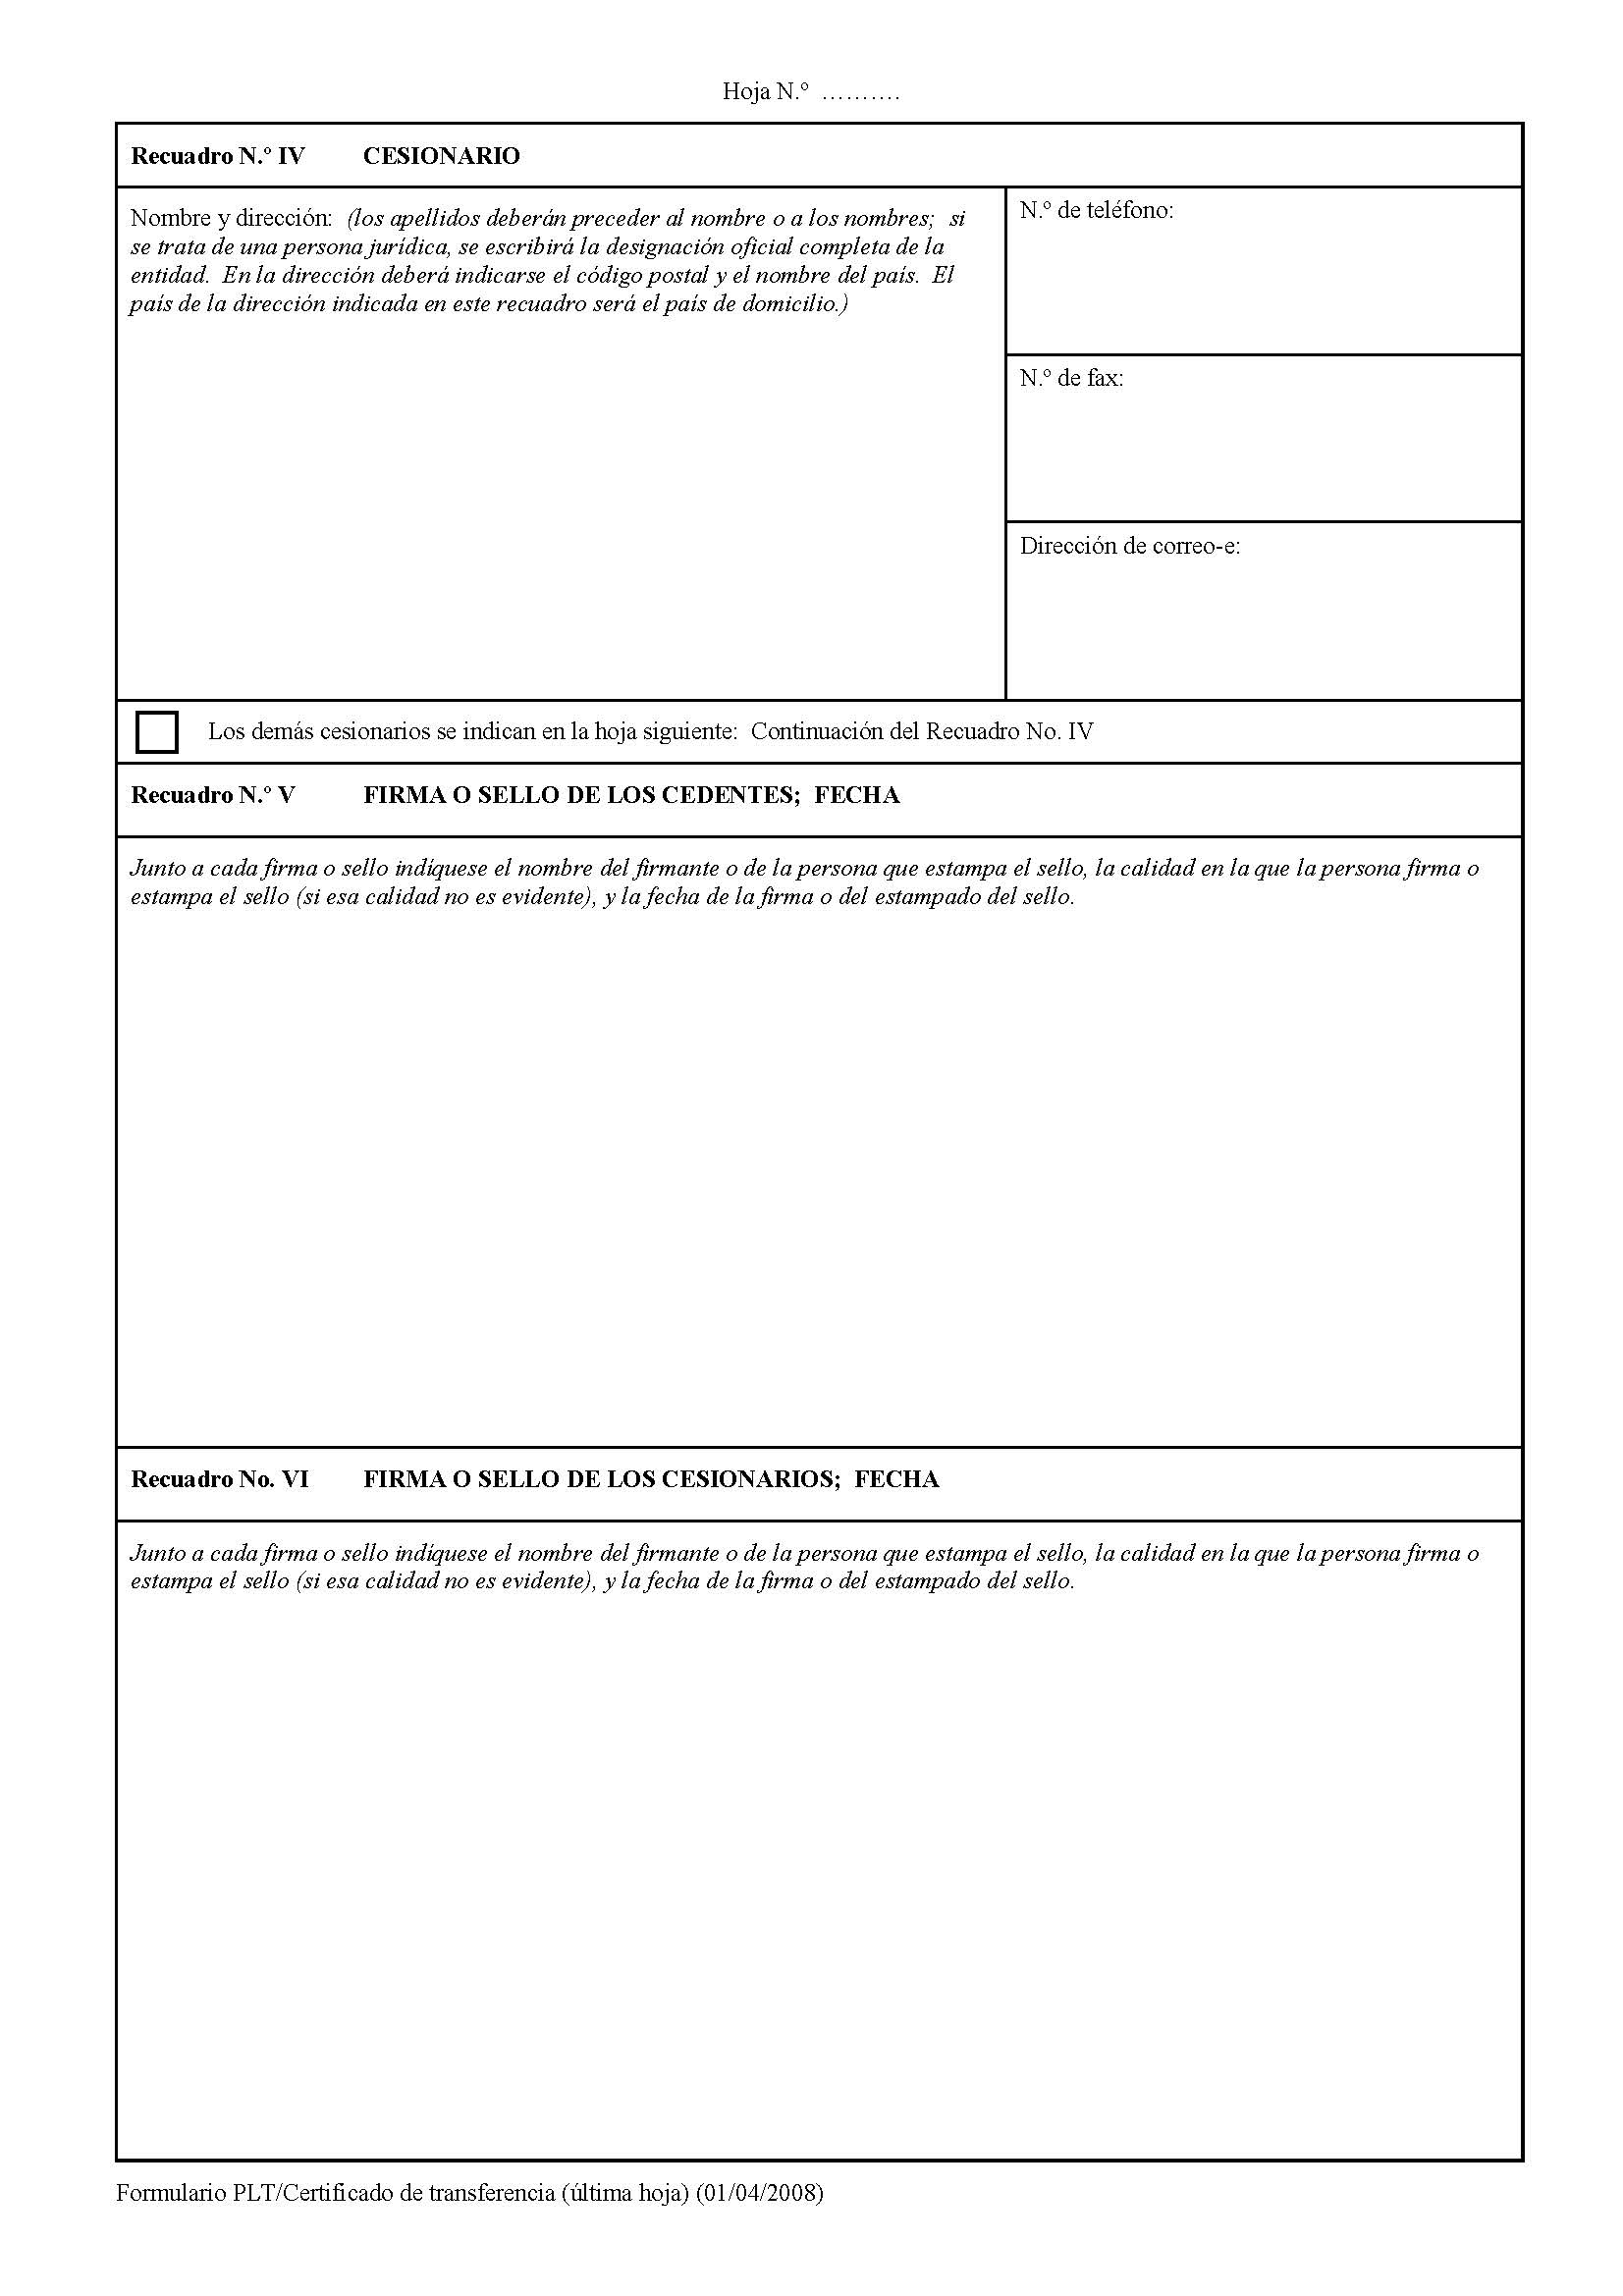 Hoja N.º ……….
Recuadro N.º IV CESIONARIO
Nombre y dirección: (los apellidos deberán preceder al nombre o a los nombres; si
se trata de una persona jurídica, se escribirá la designación oficial completa de la
entidad. En la dirección deberá indicarse el código postal y el nombre del país. El
país de la dirección indicada en este recuadro será el país de domicilio.)
N.º de teléfono:
N.º de fax:
Dirección de correo-e:
Los demás cesionarios se indican en la hoja siguiente: Continuación del Recuadro No. IV
Recuadro N.º V FIRMA O SELLO DE LOS CEDENTES; FECHA
Junto a cada firma o sello indíquese el nombre del firmante o de la persona que estampa el sello, la calidad en la que la persona firma o
estampa el sello (si esa calidad no es evidente), y la fecha de la firma o del estampado del sello.
Recuadro No. VI FIRMA O SELLO DE LOS CESIONARIOS; FECHA
Junto a cada firma o sello indíquese el nombre del firmante o de la persona que estampa el sello, la calidad en la que la persona firma o
estampa el sello (si esa calidad no es evidente), y la fecha de la firma o del estampado del sello.
Formulario PLT/Certificado de transferencia (última hoja) (01/04/2008)